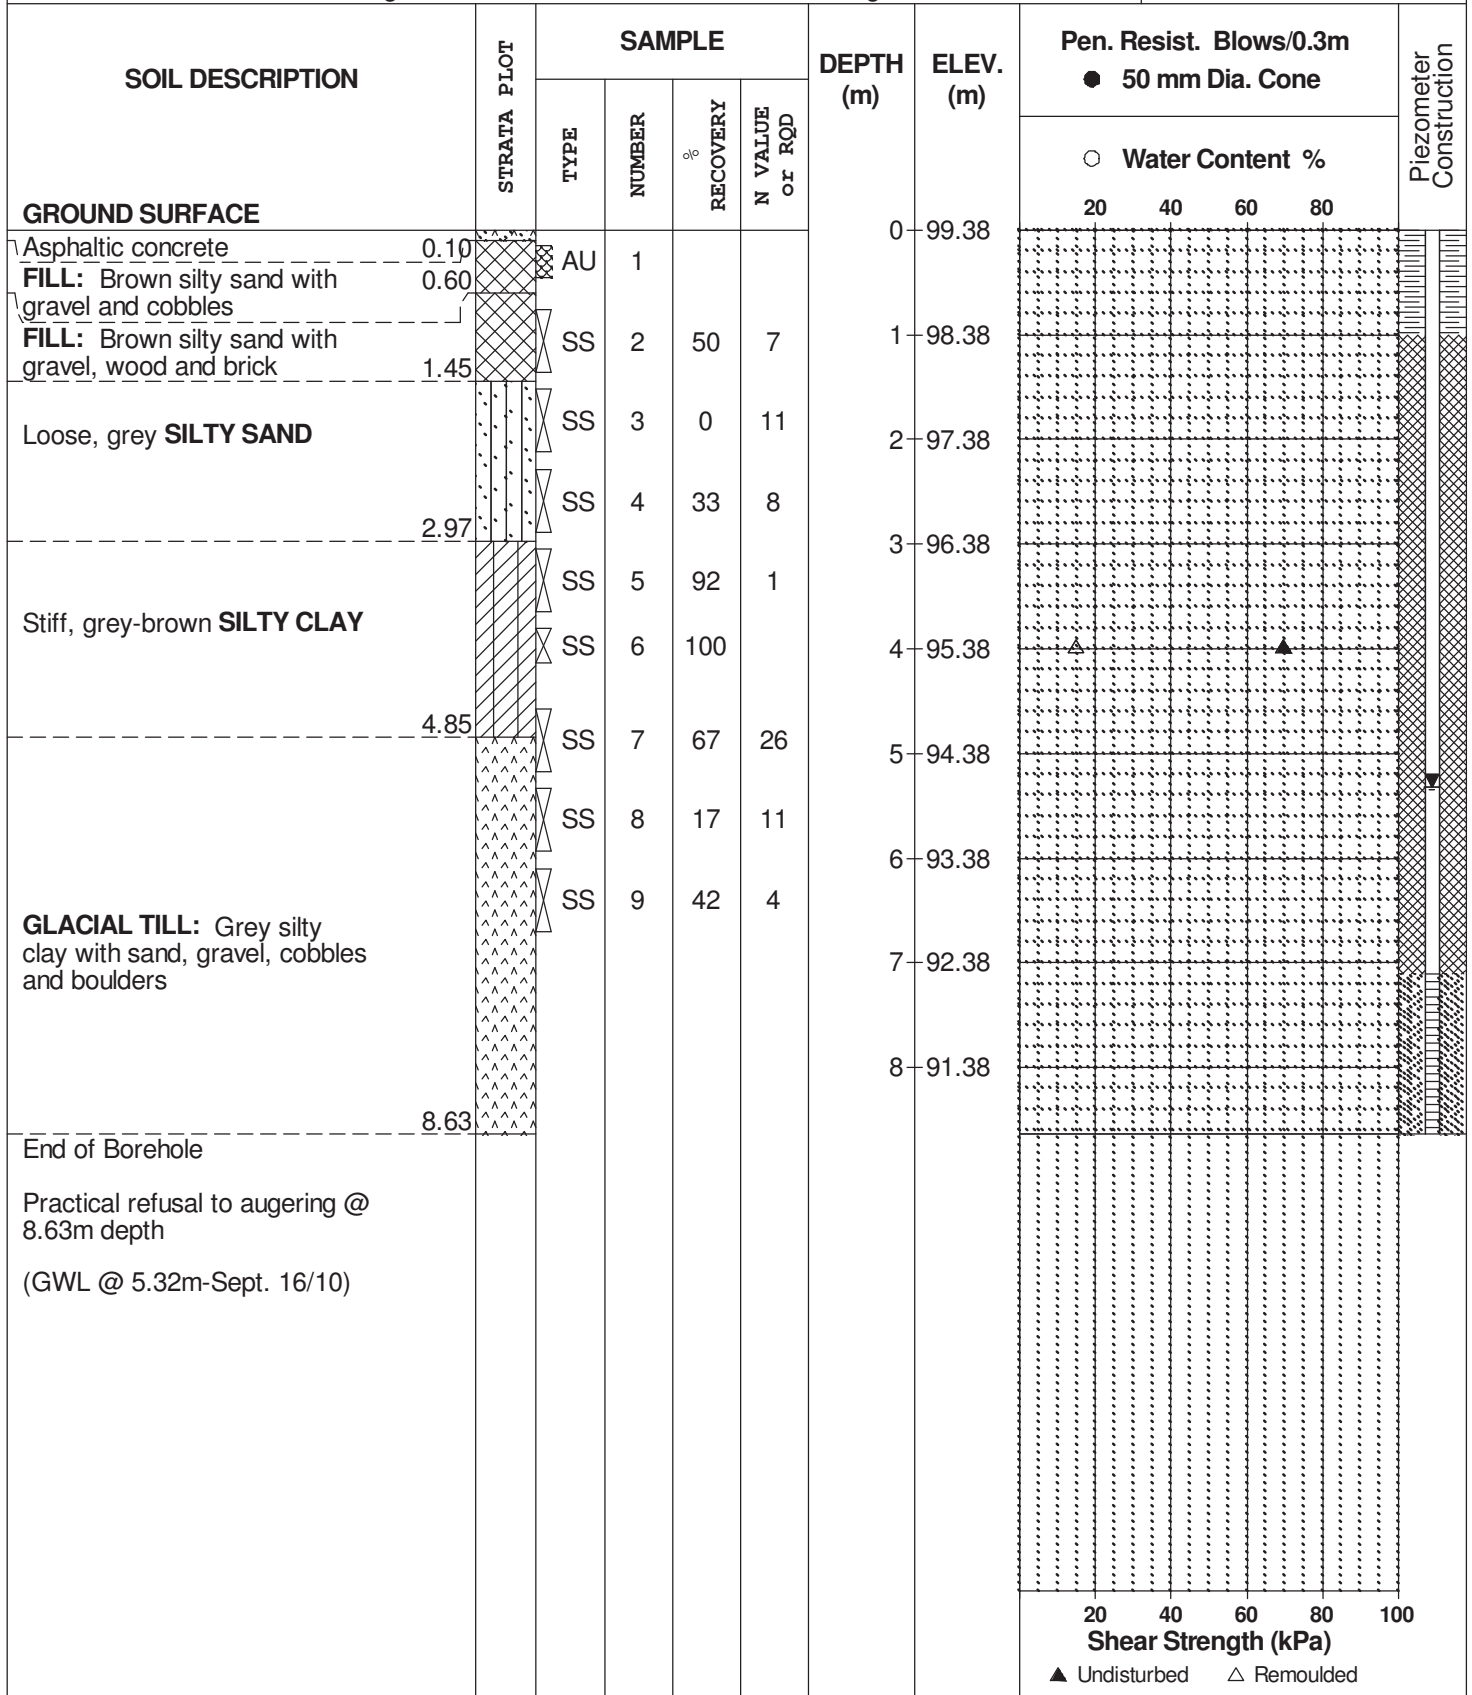 SOIL DESCRIPTION
STRATA PLOT
SAMPLE
TYPE
NUMBER
% RECOVERY
N VALUE or RQD
DEPTH (m)
ELEV. (m)
Pen. Resist. Blows/0.3m
● 50 mm Dia. Cone
○ Water Content %
Piezometer Construction
20 40 60 80
GROUND SURFACE
0 99.38
Asphaltic concrete 0.10
AU 1
FILL: Brown silty sand with 0.60
gravel and cobbles
FILL: Brown silty sand with
gravel, wood and brick 1.45
SS 2 50 7
1 98.38
Loose, grey SILTY SAND
SS 3 0 11
2 97.38
SS 4 33 8
2.97
3 96.38
SS 5 92 1
Stiff, grey-brown SILTY CLAY
SS 6 100
4 95.38
4.85
SS 7 67 26
5 94.38
SS 8 17 11
6 93.38
SS 9 42 4
GLACIAL TILL: Grey silty
clay with sand, gravel, cobbles
and boulders
7 92.38
8 91.38
8.63
End of Borehole
Practical refusal to augering @
8.63m depth
(GWL @ 5.32m-Sept. 16/10)
20 40 60 80 100
Shear Strength (kPa)
▲ Undisturbed △ Remoulded